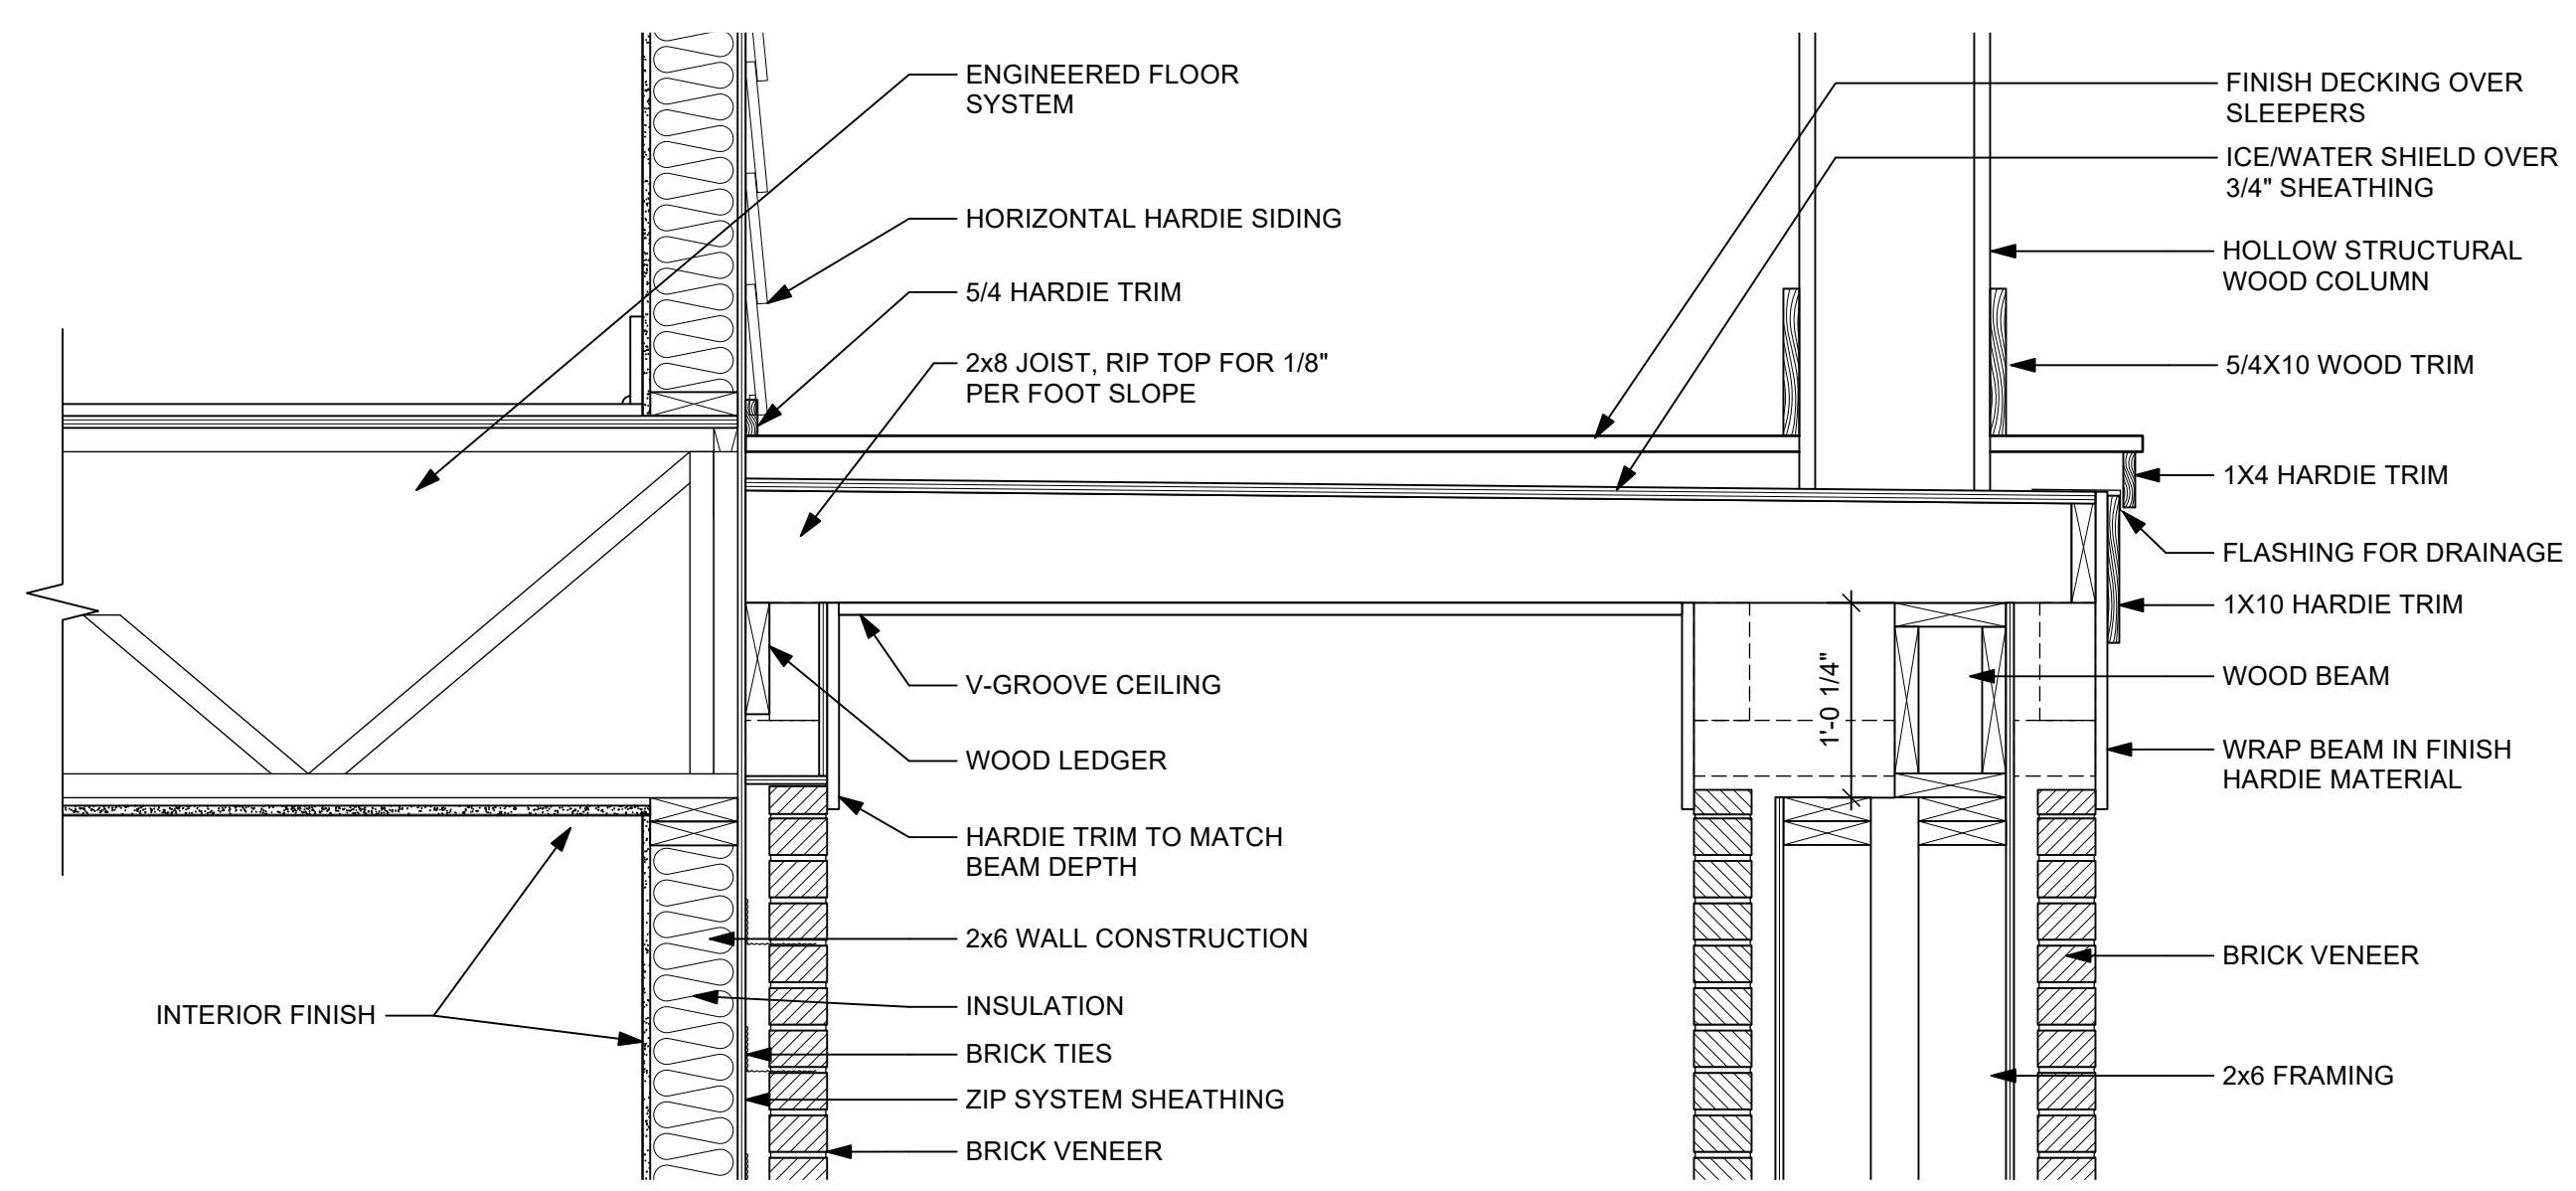 ENGINEERED FLOOR
SYSTEM
HORIZONTAL HARDIE SIDING
5/4 HARDIE TRIM
2x8 JOIST, RIP TOP FOR 1/8"
PER FOOT SLOPE
V-GROOVE CEILING
WOOD LEDGER
HARDIE TRIM TO MATCH
BEAM DEPTH
2x6 WALL CONSTRUCTION
INSULATION
BRICK TIES
ZIP SYSTEM SHEATHING
BRICK VENEER
INTERIOR FINISH
1'-0 1/4"
FINISH DECKING OVER
SLEEPERS
ICE/WATER SHIELD OVER
3/4" SHEATHING
HOLLOW STRUCTURAL
WOOD COLUMN
5/4X10 WOOD TRIM
1X4 HARDIE TRIM
FLASHING FOR DRAINAGE
1X10 HARDIE TRIM
WOOD BEAM
WRAP BEAM IN FINISH
HARDIE MATERIAL
BRICK VENEER
2x6 FRAMING